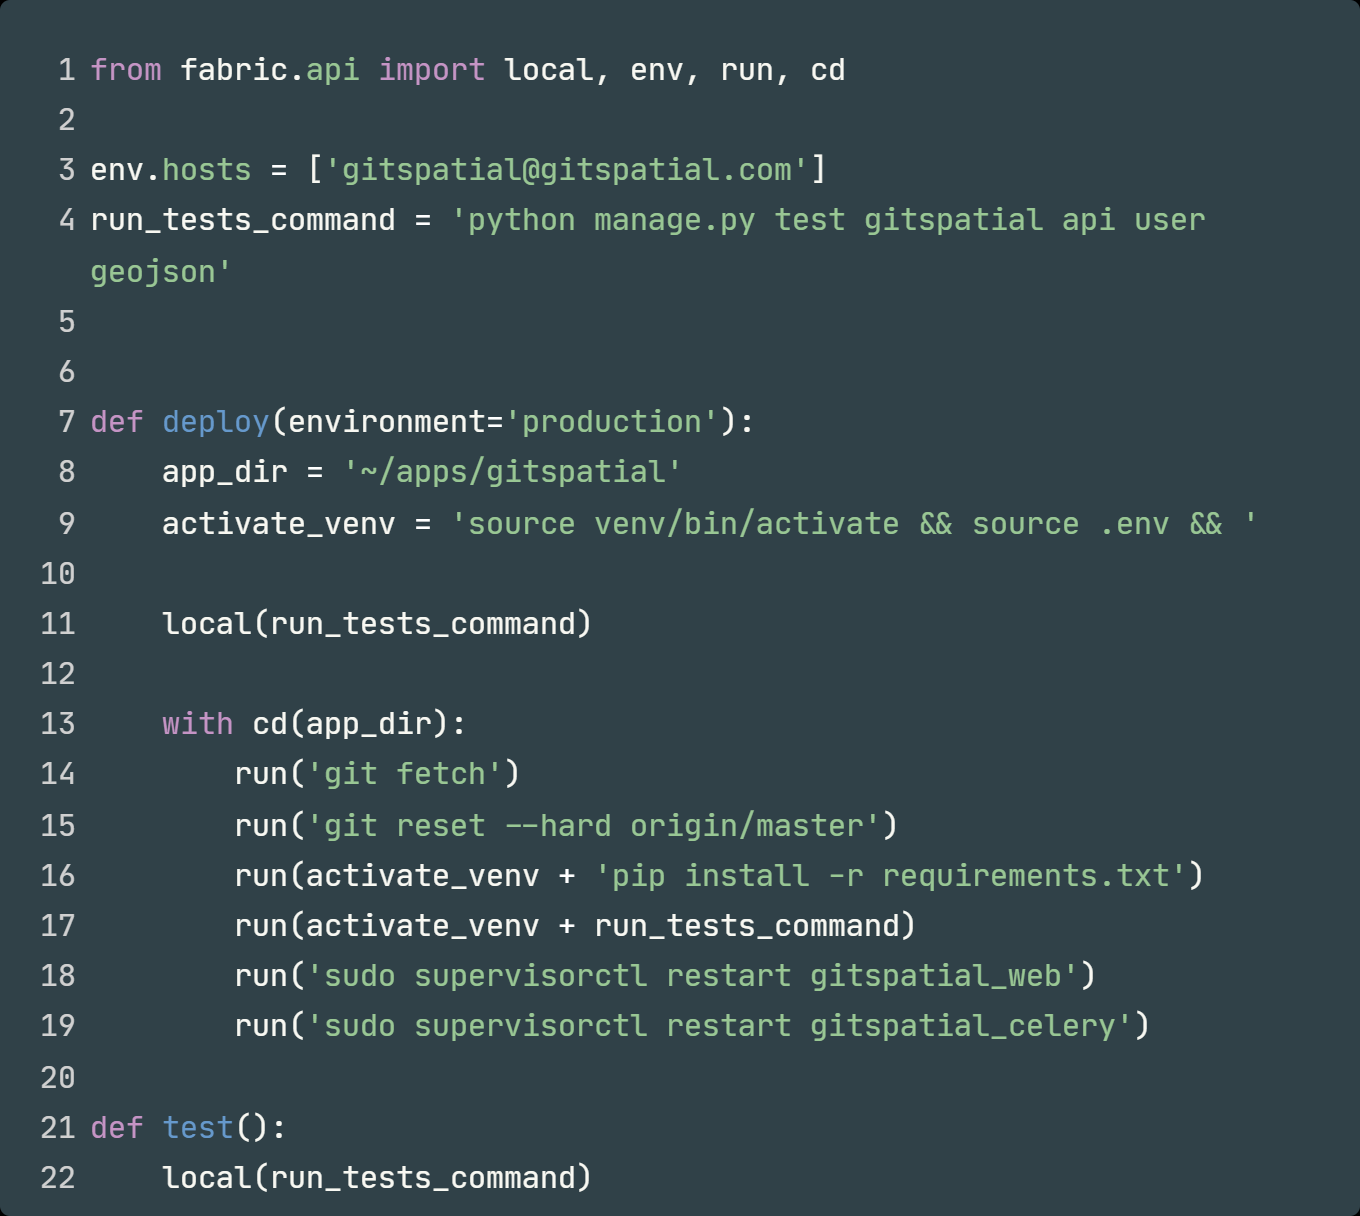 1 from fabric.api import local, env, run, cd
2
3 env.hosts = ['gitspatial@gitspatial.com']
4 run_tests_command = 'python manage.py test gitspatial api user
geojson'
5
6
7 def deploy(environment='production'):
8     app_dir = '~/apps/gitspatial'
9     activate_venv = 'source venv/bin/activate && source .env && '
10
11     local(run_tests_command)
12
13     with cd(app_dir):
14         run('git fetch')
15         run('git reset --hard origin/master')
16         run(activate_venv + 'pip install -r requirements.txt')
17         run(activate_venv + run_tests_command)
18         run('sudo supervisorctl restart gitspatial_web')
19         run('sudo supervisorctl restart gitspatial_celery')
20
21 def test():
22     local(run_tests_command)